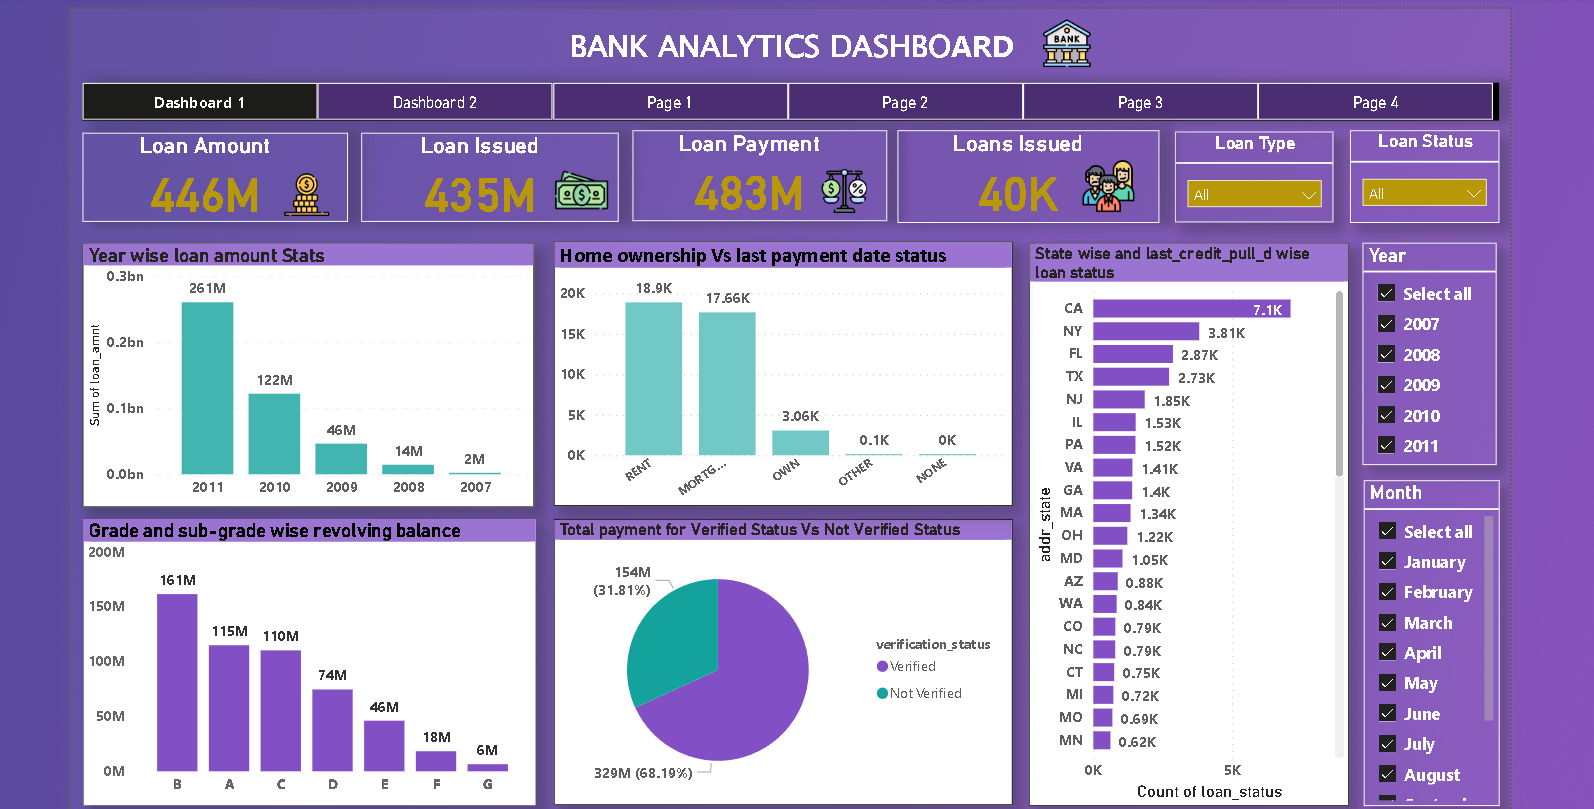 BANK ANALYTICS DASHBOARD
BANK
Dashboard 1
Dashboard 2
Page 1
Page 2
Page 3
Page 4
Loan Amount
446M
Loan Issued
435M
Loan Payment
483M
Loans Issued
40K
Loan Type
All
Loan Status
All
Year wise loan amount Stats
Sum of loan_amnt
0.3bn
0.2bn
0.1bn
0.0bn
261M
122M
46M
14M
2M
2011
2010
2009
2008
2007
Home ownership Vs last payment date status
20K
15K
10K
5K
0K
18.9K
17.66K
3.06K
0.1K
0K
RENT
MORTG...
OWN
OTHER
NONE
State wise and last_credit_pull_d wise
loan status
addr_state
CA 7.1K
NY 3.81K
FL 2.87K
TX 2.73K
NJ 1.85K
IL 1.53K
PA 1.52K
VA 1.41K
GA 1.4K
MA 1.34K
OH 1.22K
MD 1.05K
AZ 0.88K
WA 0.84K
CO 0.79K
NC 0.79K
CT 0.75K
MI 0.72K
MO 0.69K
MN 0.62K
0K
5K
Count of loan_status
Year
Select all
2007
2008
2009
2010
2011
Month
Select all
January
February
March
April
May
June
July
August
Grade and sub-grade wise revolving balance
200M
150M
100M
50M
0M
161M
115M
110M
74M
46M
18M
6M
B
A
C
D
E
F
G
Total payment for Verified Status Vs Not Verified Status
154M
(31.81%)
329M (68.19%)
verification_status
Verified
Not Verified